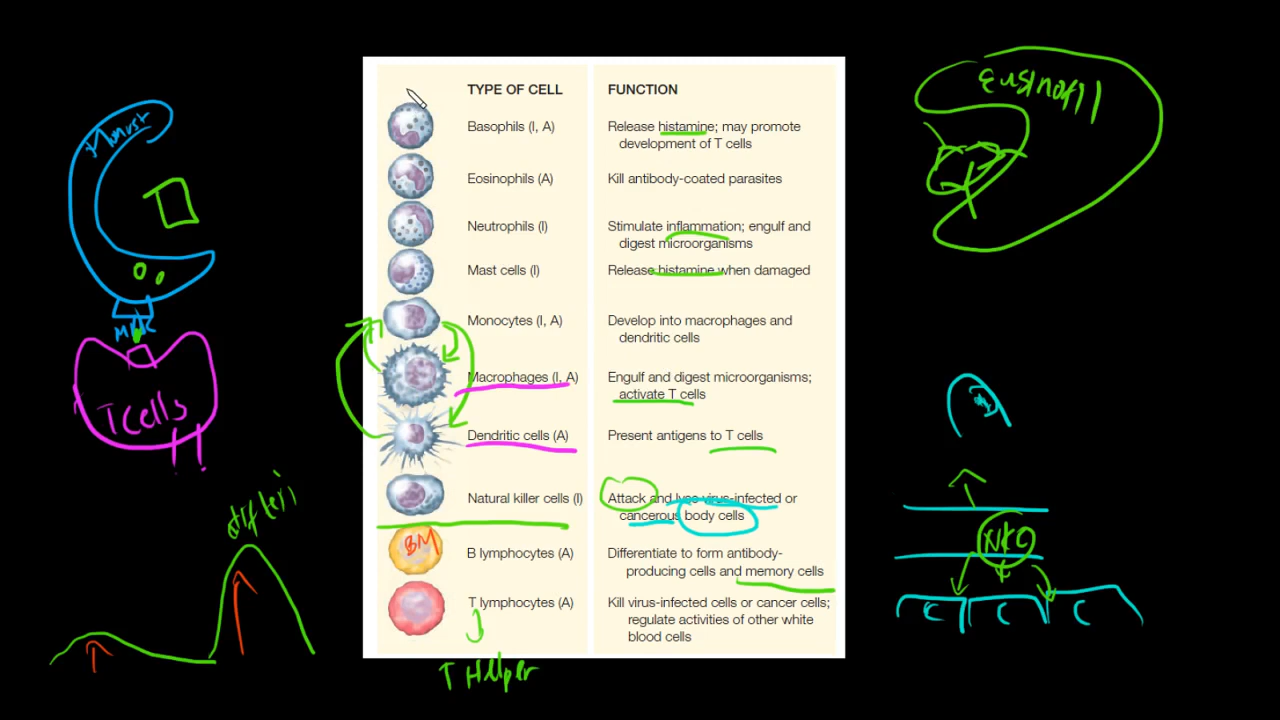 TYPE OF CELL FUNCTION
Basophils (I, A) Release histamine; may promote
development of T cells
Eosinophils (A) Kill antibody-coated parasites
Neutrophils (I) Stimulate inflammation; engulf and
digest microorganisms
Mast cells (I) Release histamine when damaged
Monocytes (I, A) Develop into macrophages and
dendritic cells
Macrophages (I, A) Engulf and digest microorganisms;
activate T cells
Dendritic cells (A) Present antigens to T cells
Natural killer cells (I) Attack and lyse virus-infected or
cancerous body cells
BM
B lymphocytes (A) Differentiate to form antibody-
producing cells and memory cells
T lymphocytes (A) Kill virus-infected cells or cancer cells;
regulate activities of other white
blood cells
T Helper
T cells
!!
C C C